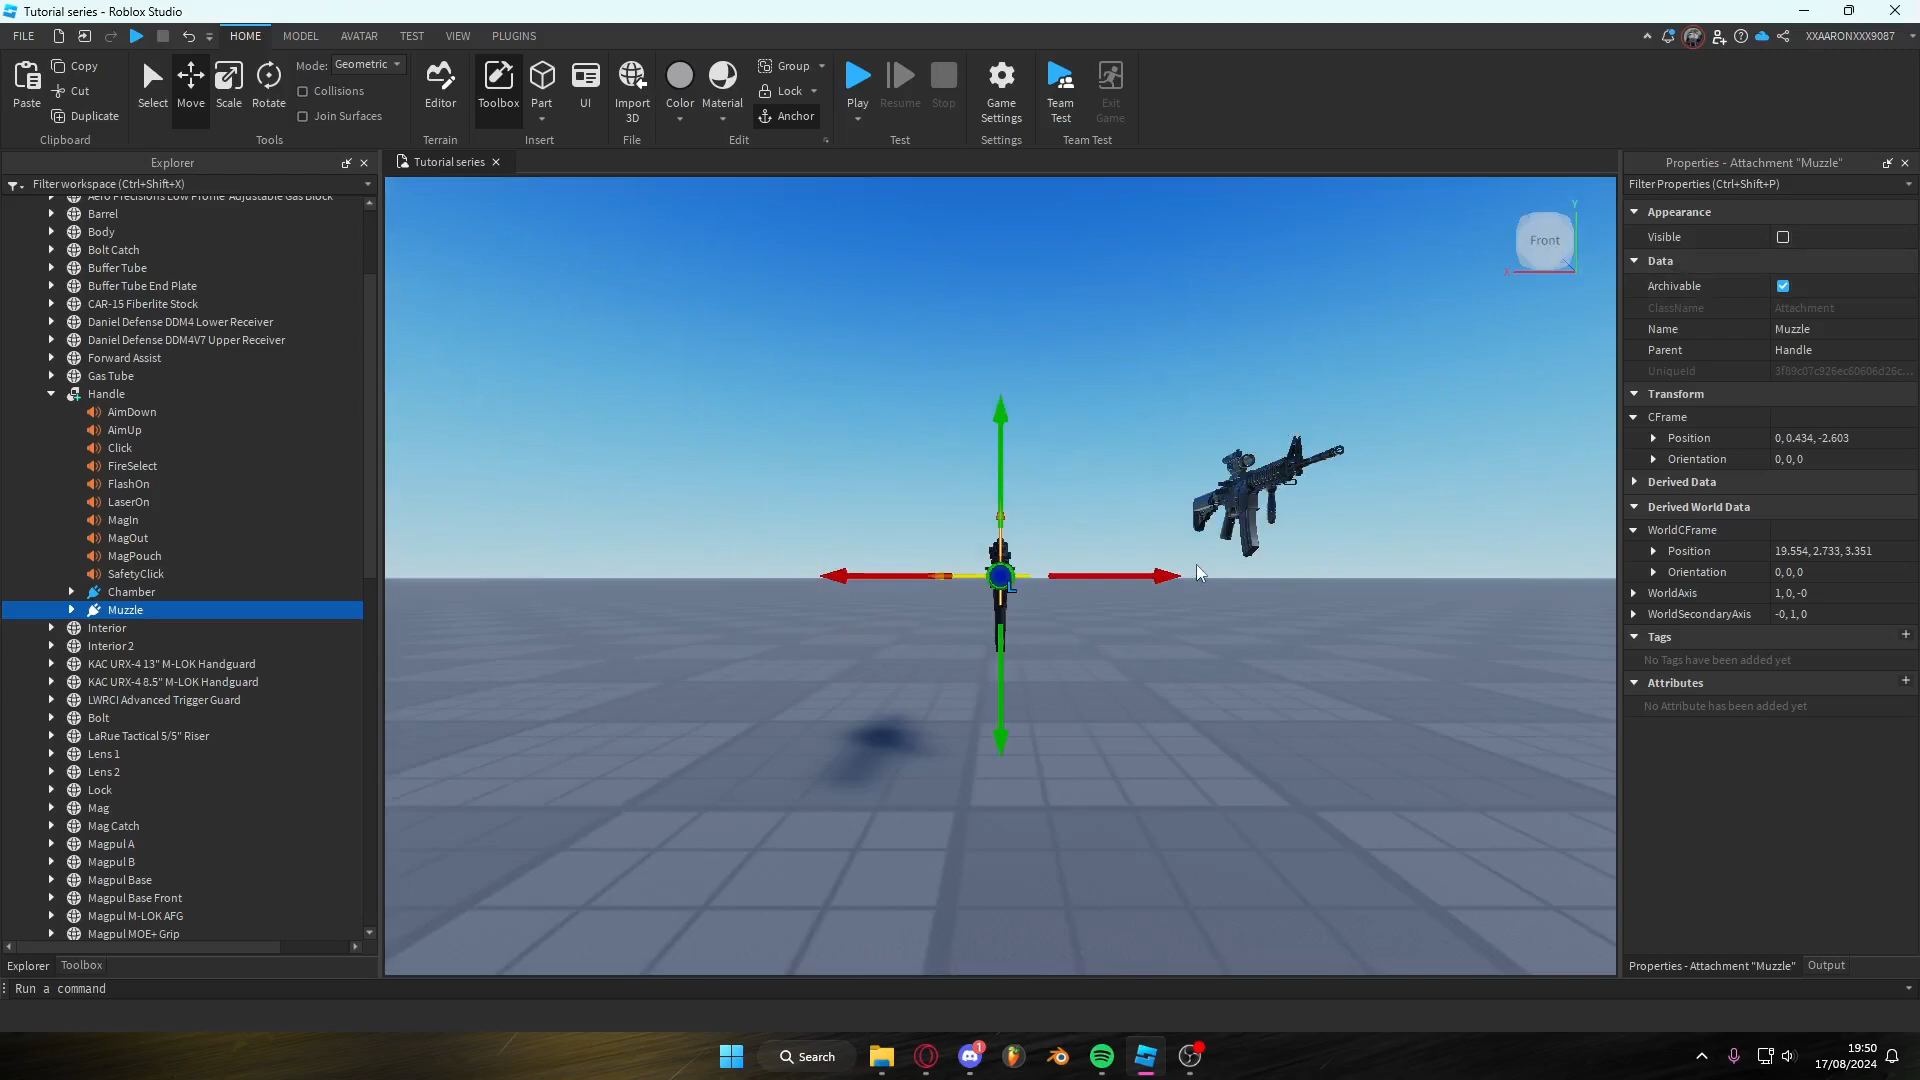 Tutorial series - Roblox Studio
FILE
HOME
MODEL
AVATAR
TEST
VIEW
PLUGINS
XXAARONXXX9087
Paste
Copy
Cut
Duplicate
Clipboard
Select
Move
Scale
Rotate
Mode:
Geometric
Collisions
Join Surfaces
Tools
Editor
Terrain
Toolbox
Part
UI
Insert
Import
3D
File
Color
Material
Group
Lock
Anchor
Edit
Play
Resume
Stop
Test
Game
Settings
Settings
Team
Test
Exit
Game
Team Test
Explorer
Filter workspace (Ctrl+Shift+X)
Aero Precisions Low Profile Adjustable Gas Block
Barrel
Body
Bolt Catch
Buffer Tube
Buffer Tube End Plate
CAR-15 Fiberlite Stock
Daniel Defense DDM4 Lower Receiver
Daniel Defense DDM4V7 Upper Receiver
Forward Assist
Gas Tube
Handle
AimDown
AimUp
Click
FireSelect
FlashOn
LaserOn
MagIn
MagOut
MagPouch
SafetyClick
Chamber
Muzzle
Interior
Interior 2
KAC URX-4 13" M-LOK Handguard
KAC URX-4 8.5" M-LOK Handguard
LWRCI Advanced Trigger Guard
Bolt
LaRue Tactical 5/5" Riser
Lens 1
Lens 2
Lock
Mag
Mag Catch
Magpul A
Magpul B
Magpul Base
Magpul Base Front
Magpul M-LOK AFG
Magpul MOE+ Grip
Explorer
Toolbox
Run a command
Tutorial series
Y
Front
X
L
Properties - Attachment "Muzzle"
Filter Properties (Ctrl+Shift+P)
Appearance
Visible
Data
Archivable
ClassName Attachment
Name Muzzle
Parent Handle
UniqueId 3f89c07c926ec60606d26c...
Transform
CFrame
Position 0, 0.434, -2.603
Orientation 0, 0, 0
Derived Data
Derived World Data
WorldCFrame
Position 19.554, 2.733, 3.351
Orientation 0, 0, 0
WorldAxis 1, 0, -0
WorldSecondaryAxis -0, 1, 0
Tags
No Tags have been added yet
Attributes
No Attribute has been added yet
Properties - Attachment "Muzzle"
Output
Search
1
19:50
17/08/2024